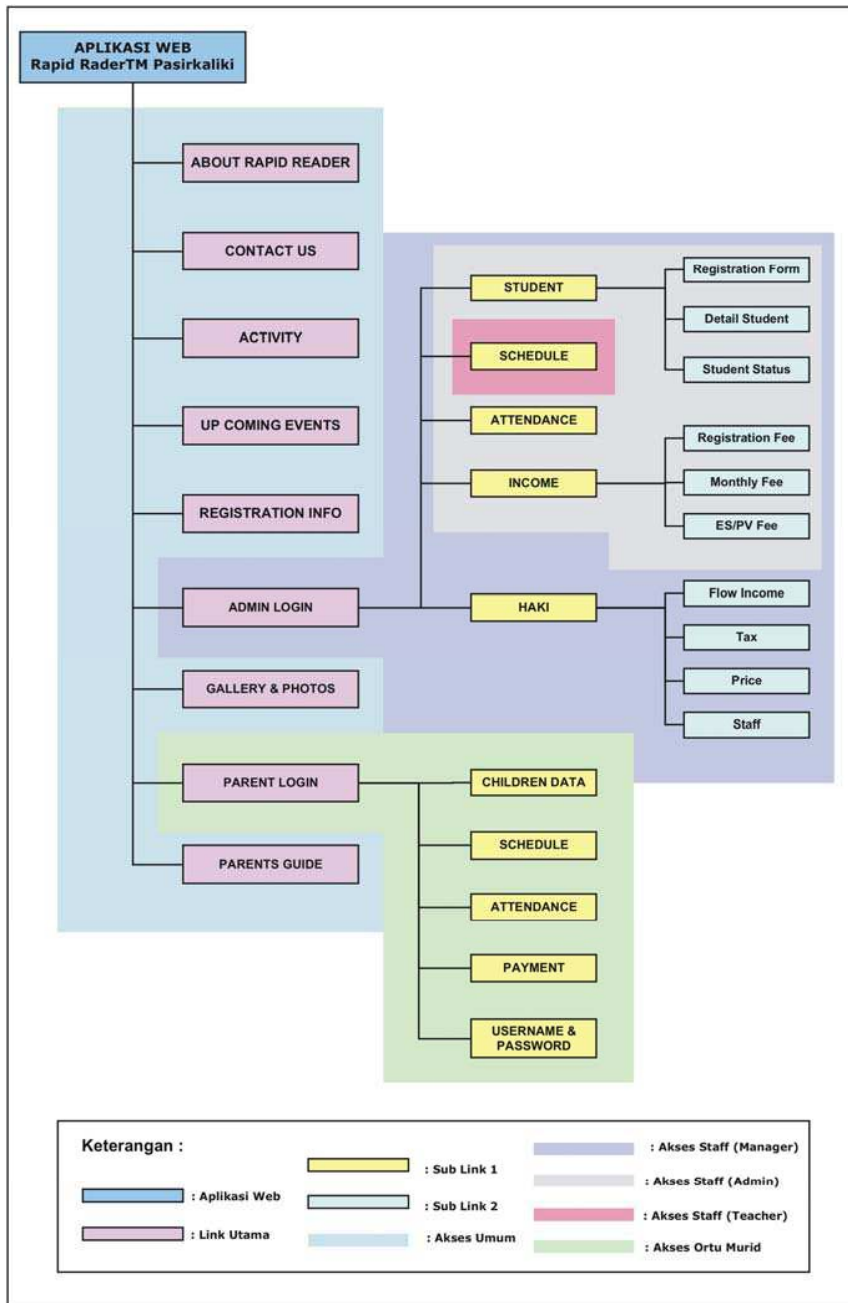 APLIKASI WEB
Rapid RaderTM Pasirkaliki
ABOUT RAPID READER
CONTACT US
ACTIVITY
UP COMING EVENTS
REGISTRATION INFO
ADMIN LOGIN
GALLERY & PHOTOS
PARENT LOGIN
PARENTS GUIDE
STUDENT
SCHEDULE
ATTENDANCE
INCOME
HAKI
Registration Form
Detail Student
Student Status
Registration Fee
Monthly Fee
ES/PV Fee
Flow Income
Tax
Price
Staff
CHILDREN DATA
SCHEDULE
ATTENDANCE
PAYMENT
USERNAME &
PASSWORD
Keterangan :
: Aplikasi Web
: Link Utama
: Sub Link 1
: Sub Link 2
: Akses Umum
: Akses Staff (Manager)
: Akses Staff (Admin)
: Akses Staff (Teacher)
: Akses Ortu Murid